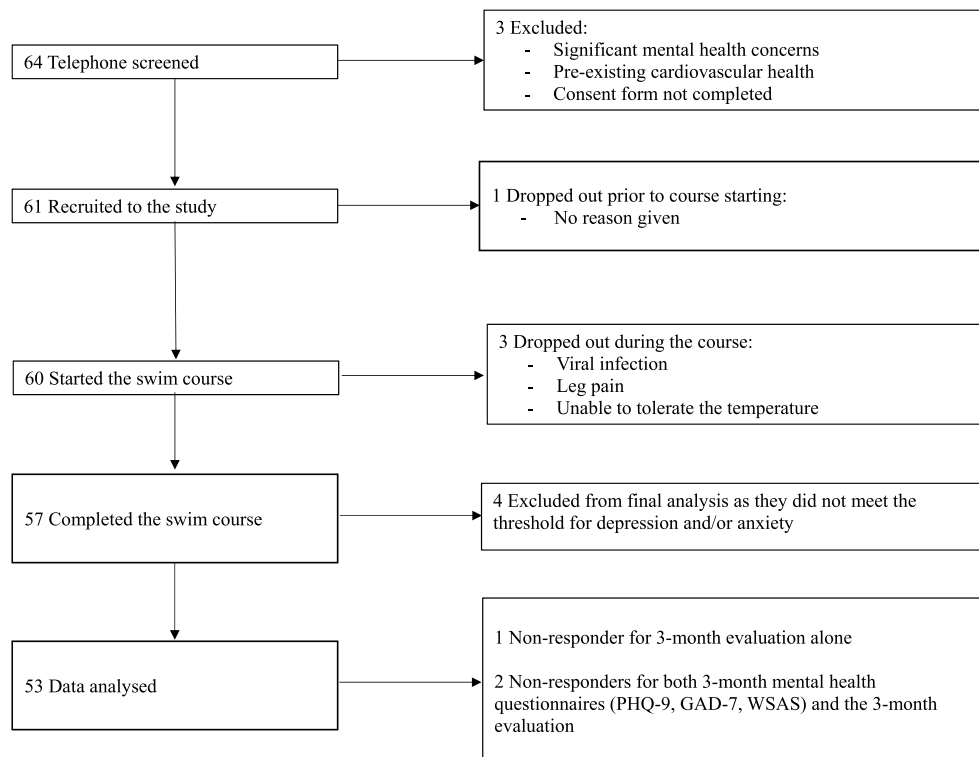 64 Telephone screened
3 Excluded:
- Significant mental health concerns
- Pre-existing cardiovascular health
- Consent form not completed
61 Recruited to the study
1 Dropped out prior to course starting:
- No reason given
60 Started the swim course
3 Dropped out during the course:
- Viral infection
- Leg pain
- Unable to tolerate the temperature
57 Completed the swim course
4 Excluded from final analysis as they did not meet the
threshold for depression and/or anxiety
53 Data analysed
1 Non-responder for 3-month evaluation alone
2 Non-responders for both 3-month mental health
questionnaires (PHQ-9, GAD-7, WSAS) and the 3-month
evaluation